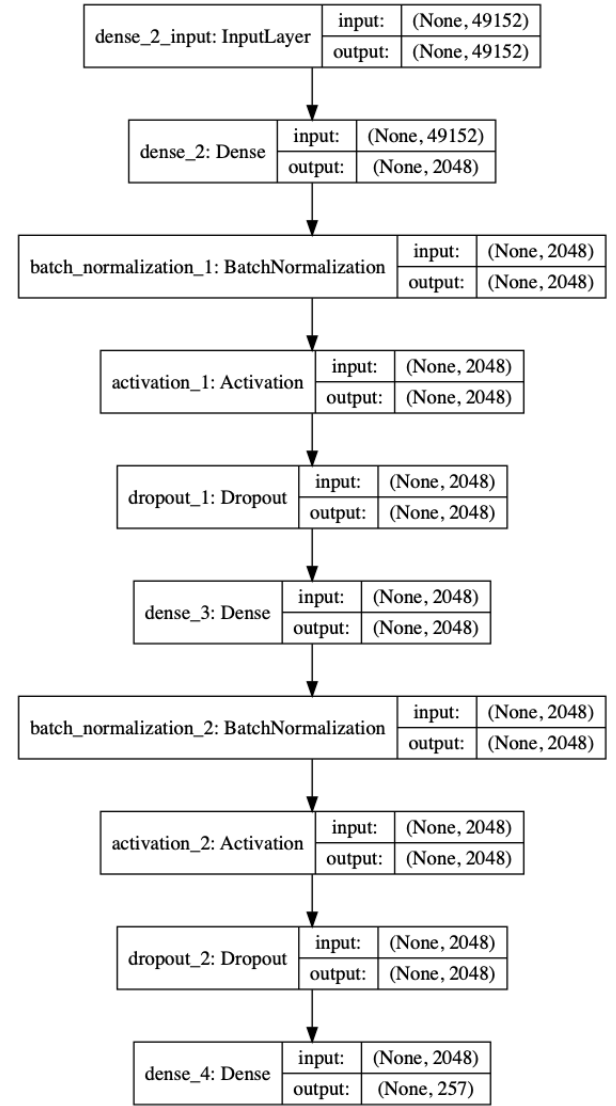 dense_2_input: InputLayer
input: (None, 49152)
output: (None, 49152)
dense_2: Dense
input: (None, 49152)
output: (None, 2048)
batch_normalization_1: BatchNormalization
input: (None, 2048)
output: (None, 2048)
activation_1: Activation
input: (None, 2048)
output: (None, 2048)
dropout_1: Dropout
input: (None, 2048)
output: (None, 2048)
dense_3: Dense
input: (None, 2048)
output: (None, 2048)
batch_normalization_2: BatchNormalization
input: (None, 2048)
output: (None, 2048)
activation_2: Activation
input: (None, 2048)
output: (None, 2048)
dropout_2: Dropout
input: (None, 2048)
output: (None, 2048)
dense_4: Dense
input: (None, 2048)
output: (None, 257)